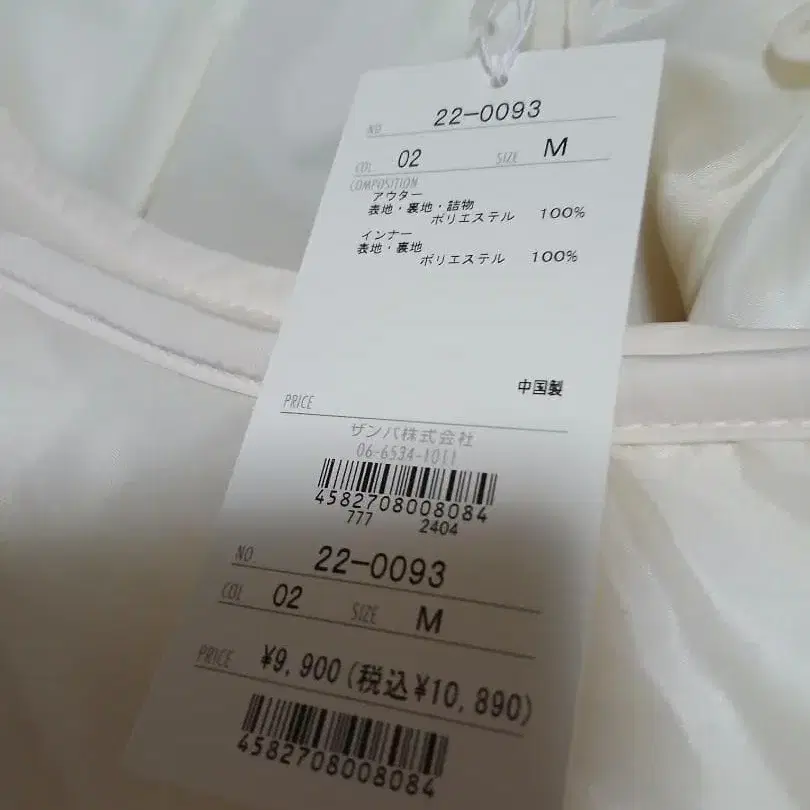 NO 22-0093
COL 02 SIZE M
COMPOSITION
アウター
表地・裏地・詰物
ポリエステル 100%
インナー
表地・裏地
ポリエステル 100%
中国製
PRICE
ザンパ株式会社
06-6534-1011
4582708008084
777 2404
NO 22-0093
COL 02 SIZE M
PRICE ¥9,900(税込¥10,890)
4582708008084